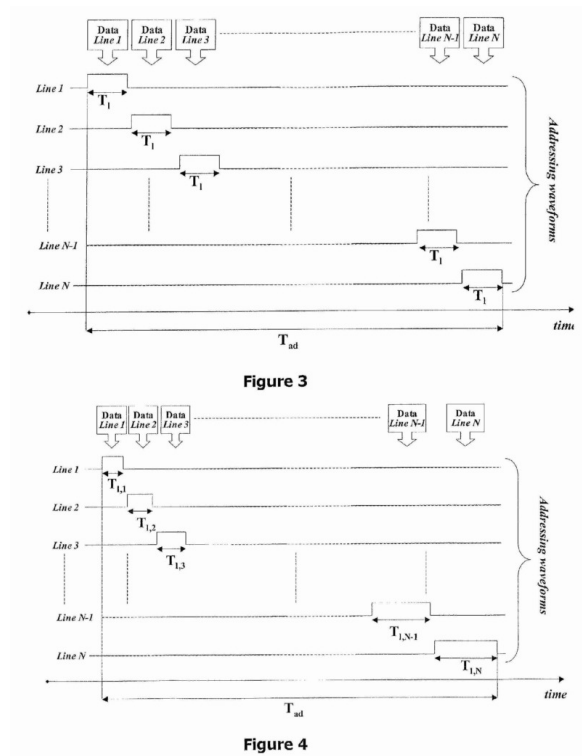 Data Data Data Data Data
Line 1 Line 2 Line 3 Line N-1 Line N
Line 1
T1
Line 2
T1
Line 3
T1
Line N-1
T1
Line N
T1
Addressing waveforms
time
Tad
Figure 3
Data Data Data Data Data
Line 1 Line 2 Line 3 Line N-1 Line N
Line 1
T1,1
Line 2
T1,2
Line 3
T1,3
Line N-1
T1,N-1
Line N
T1,N
Addressing waveforms
time
Tad
Figure 4